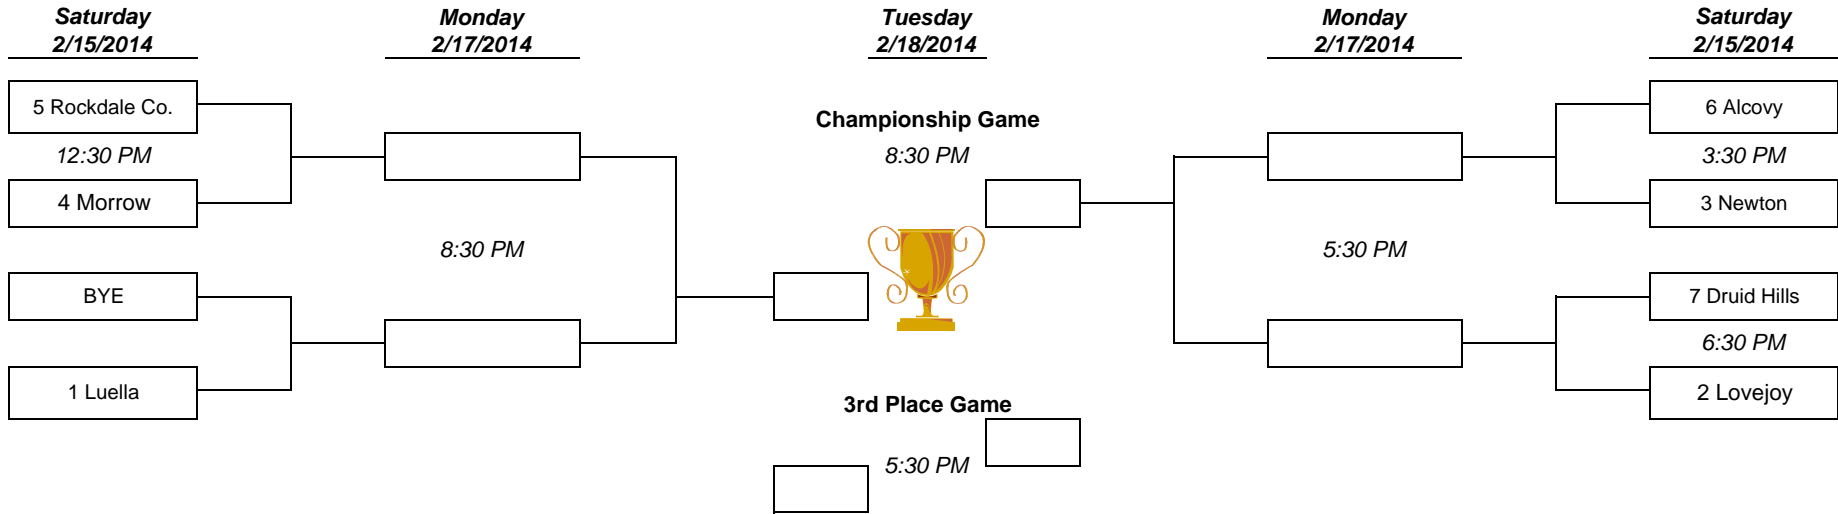 Saturday
2/15/2014
Monday
2/17/2014
Tuesday
2/18/2014
Monday
2/17/2014
Saturday
2/15/2014
5 Rockdale Co.
12:30 PM
4 Morrow
BYE
1 Luella
8:30 PM
Championship Game
8:30 PM
3rd Place Game
5:30 PM
5:30 PM
6 Alcovy
3:30 PM
3 Newton
7 Druid Hills
6:30 PM
2 Lovejoy